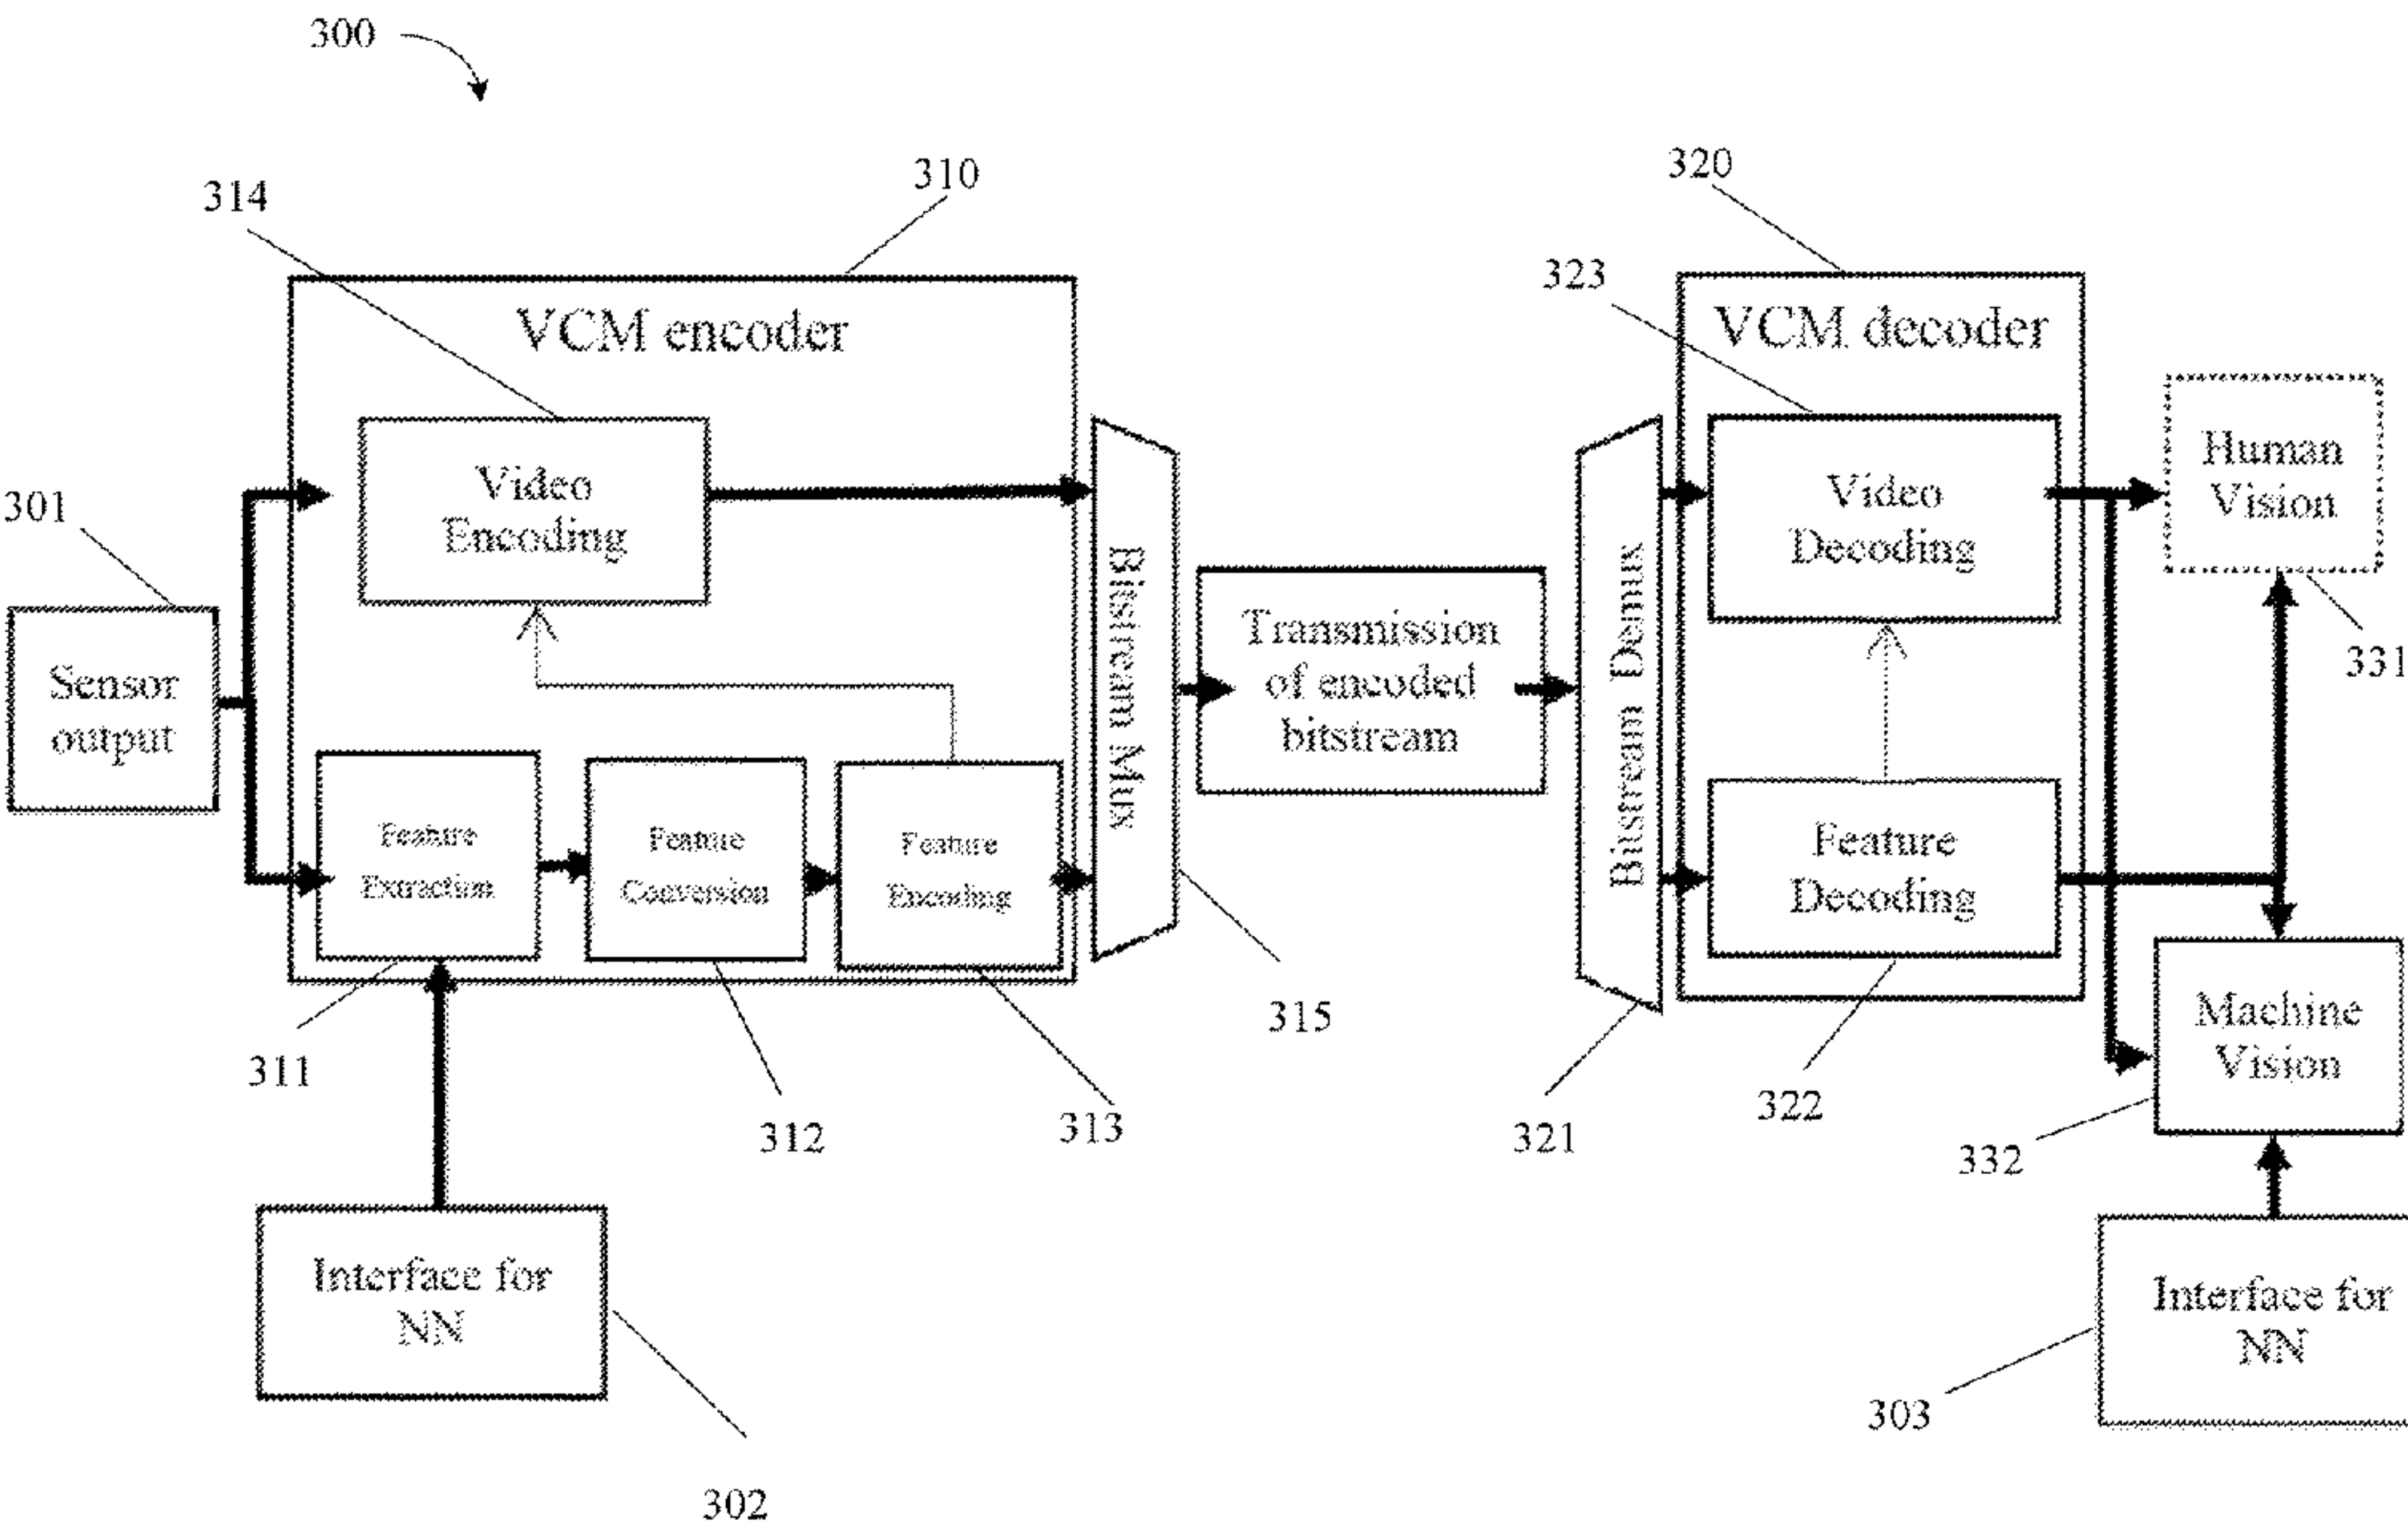 300
314
310
320
323
VCM encoder
VCM decoder
301
Video
Encoding
Video
Decoding
Human
Vision
331
Sensor
output
Bitstream Mux
Transmission
of encoded
bitstream
Bitstream Demux
Feature
Extraction
Feature
Conversion
Feature
Encoding
Feature
Decoding
Machine
Vision
311
312
313
315
321
322
332
Interface for
NN
302
Interface for
NN
303